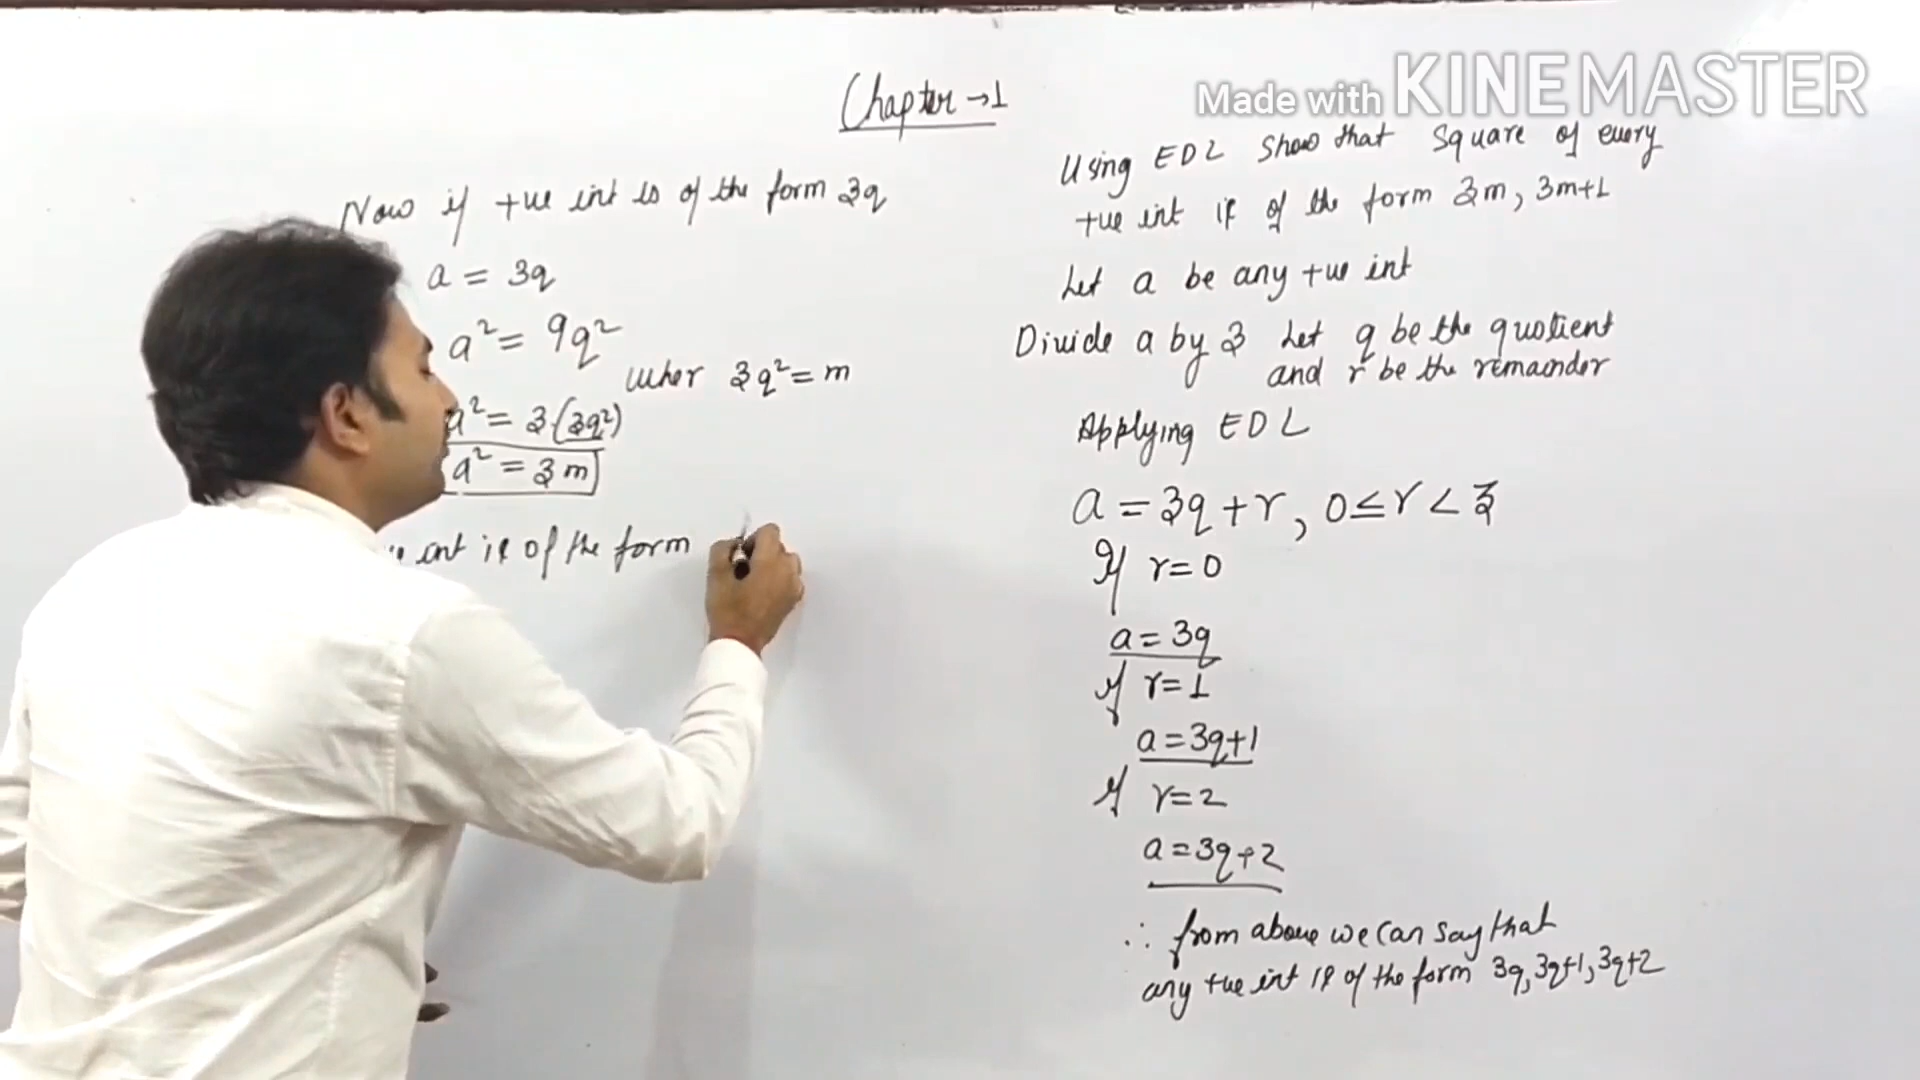 Made with KINEMASTER
Chapter →1
Using EDL Show that Square of every
+ve int is of the form 3m, 3m+1
Let a be any +ve int
Divide a by 3 Let q be the quotient
and r be the remaainder
Applying EDL
a = 3q + r, 0 ≤ r < 3
If r = 0
a = 3q
If r = 1
a = 3q+1
If r = 2
a = 3q+2
∴ from above we can say that
any +ve int is of the form 3q, 3q+1, 3q+2
Now if +ve int is of the form 3q
a = 3q
a² = 9q²
wher 3q² = m
a² = 3(3q²)
a² = 3m
int is of the form